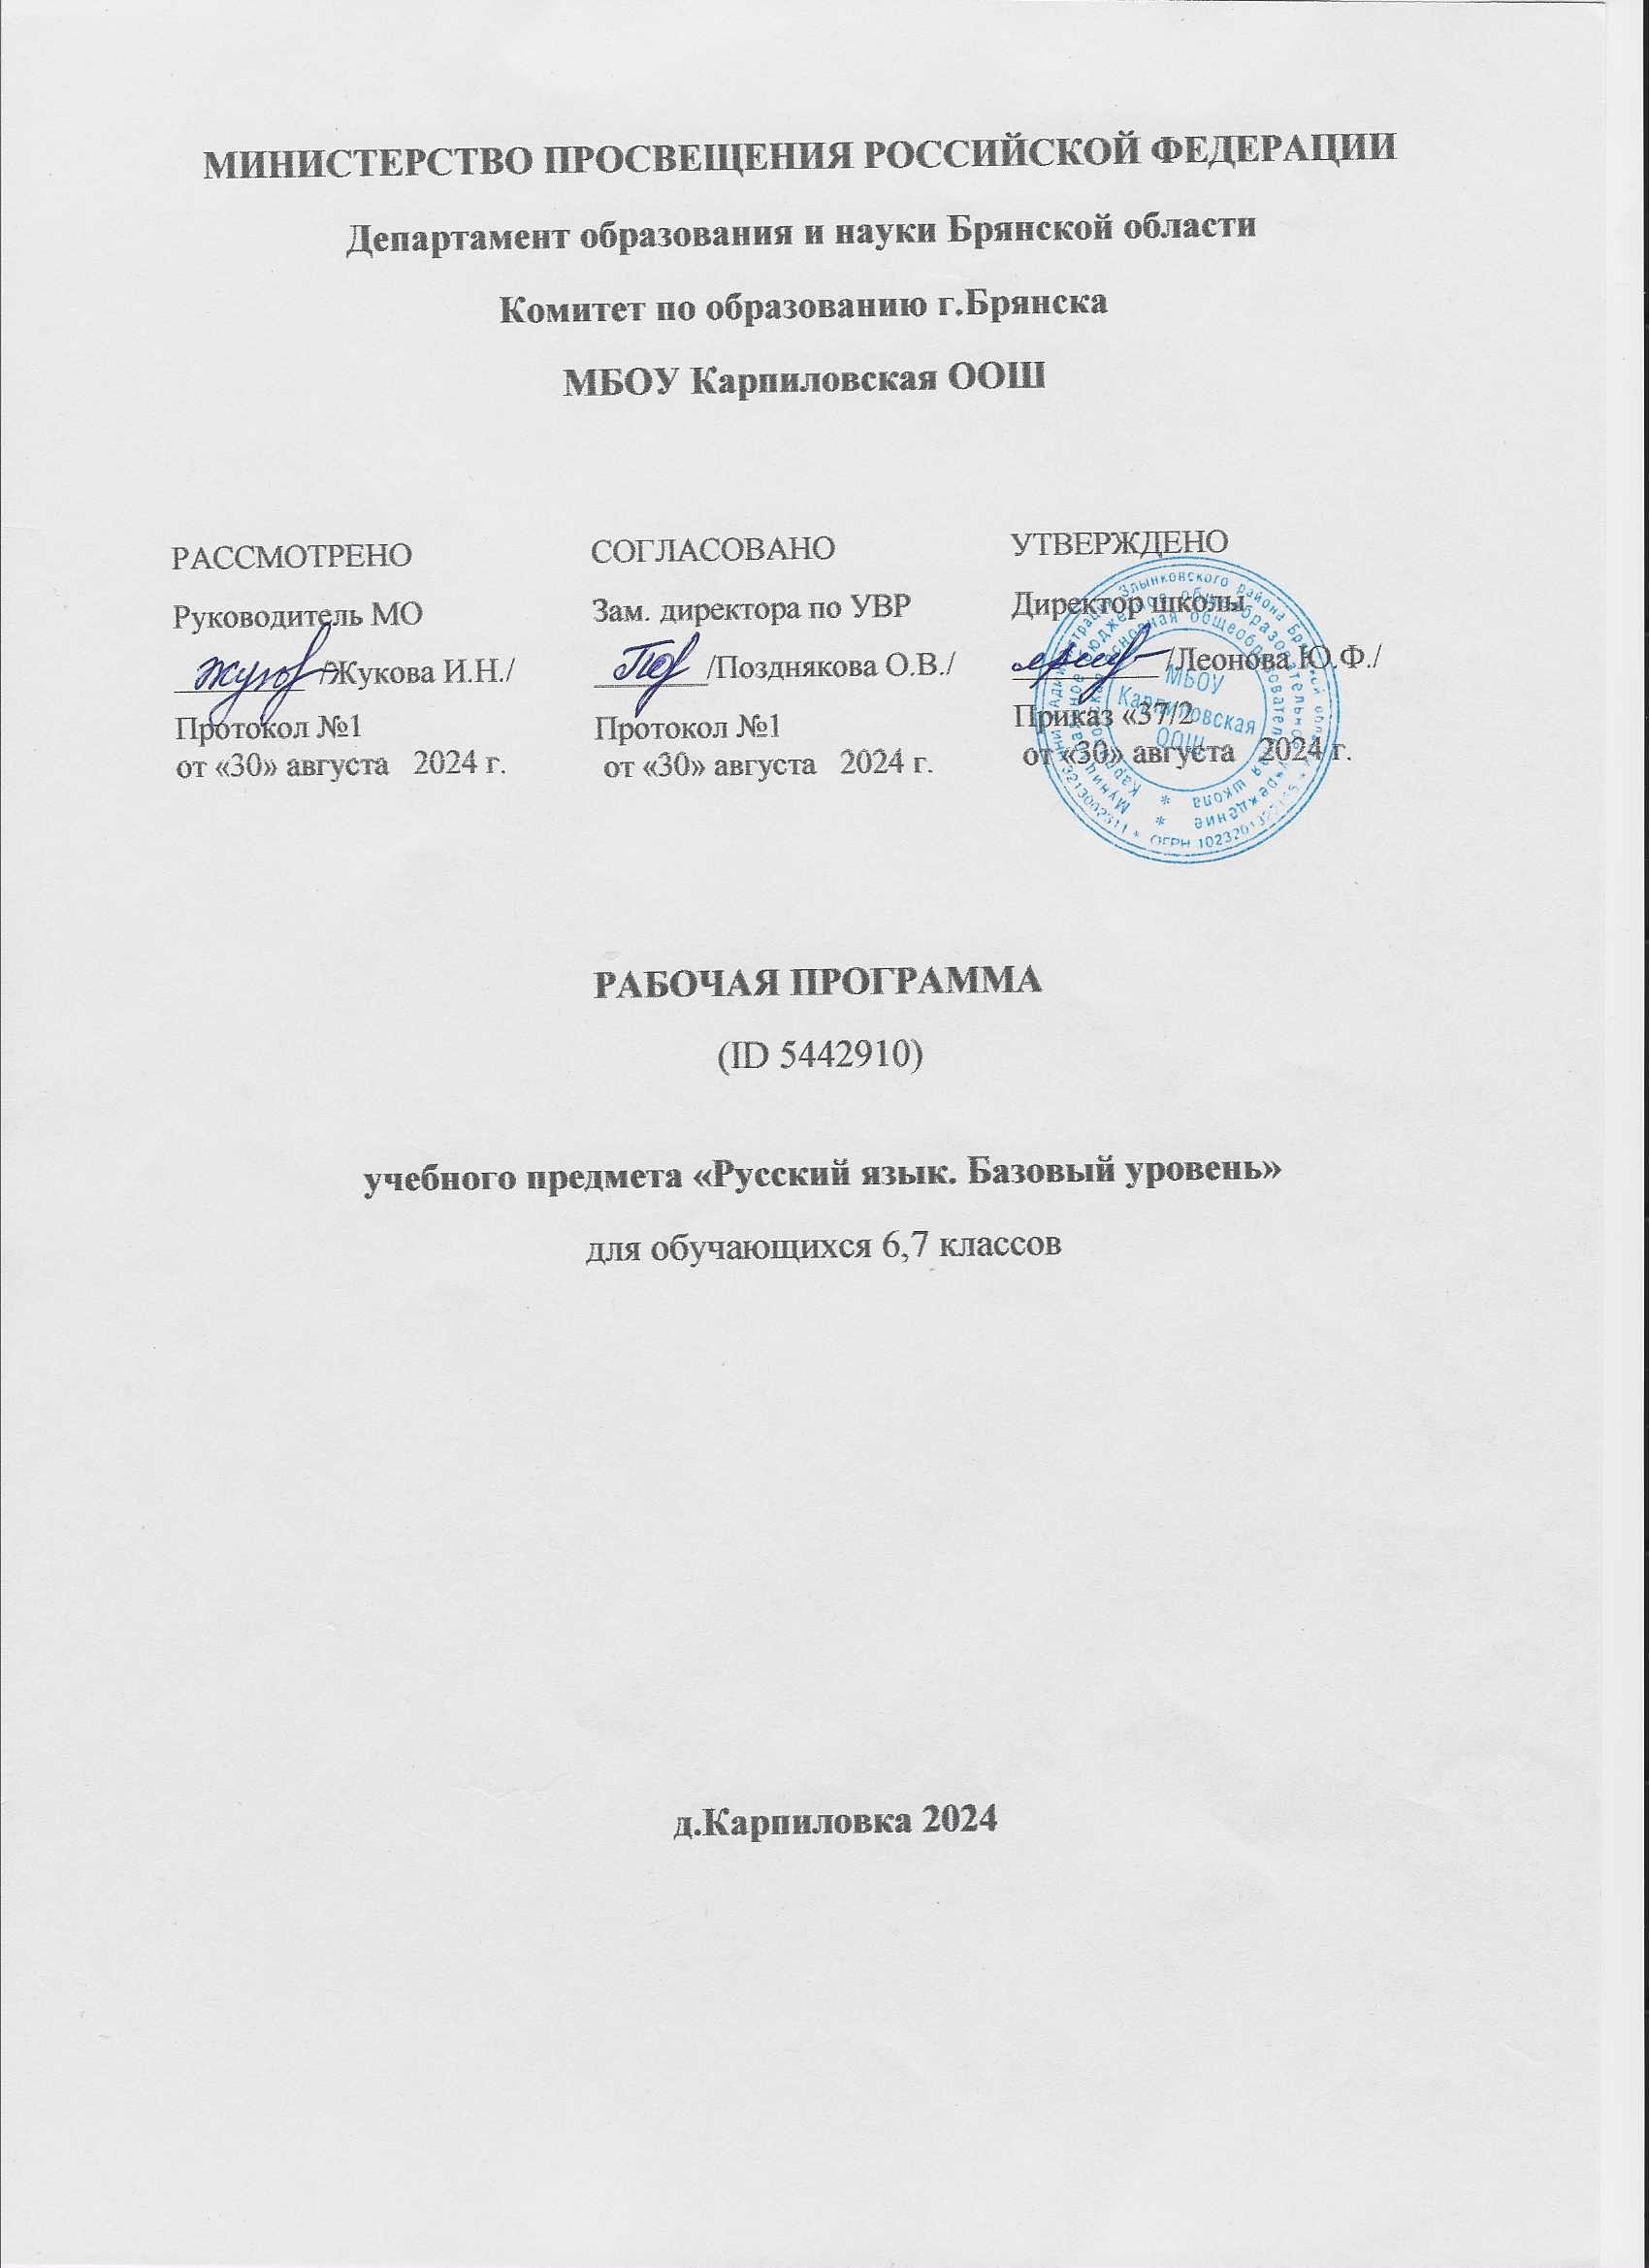 МИНИСТЕРСТВО ПРОСВЕЩЕНИЯ РОССИЙСКОЙ ФЕДЕРАЦИИ
Департамент образования и науки Брянской области
Комитет по образованию г.Брянска
МБОУ Карпиловская ООШ
РАССМОТРЕНО
Руководитель МО
/Жукова И.Н./
Протокол №1
от «30» августа 2024 г.
СОГЛАСОВАНО
Зам. директора по УВР
/Позднякова О.В./
Протокол №1
от «30» августа 2024 г.
УТВЕРЖДЕНО
Директор школы
/Леонова Ю.Ф./
Приказ «37/2
от «30» августа 2024 г.
МБОУ
Карпиловская
ООШ
РАБОЧАЯ ПРОГРАММА
(ID 5442910)
учебного предмета «Русский язык. Базовый уровень»
для обучающихся 6,7 классов
д.Карпиловка 2024